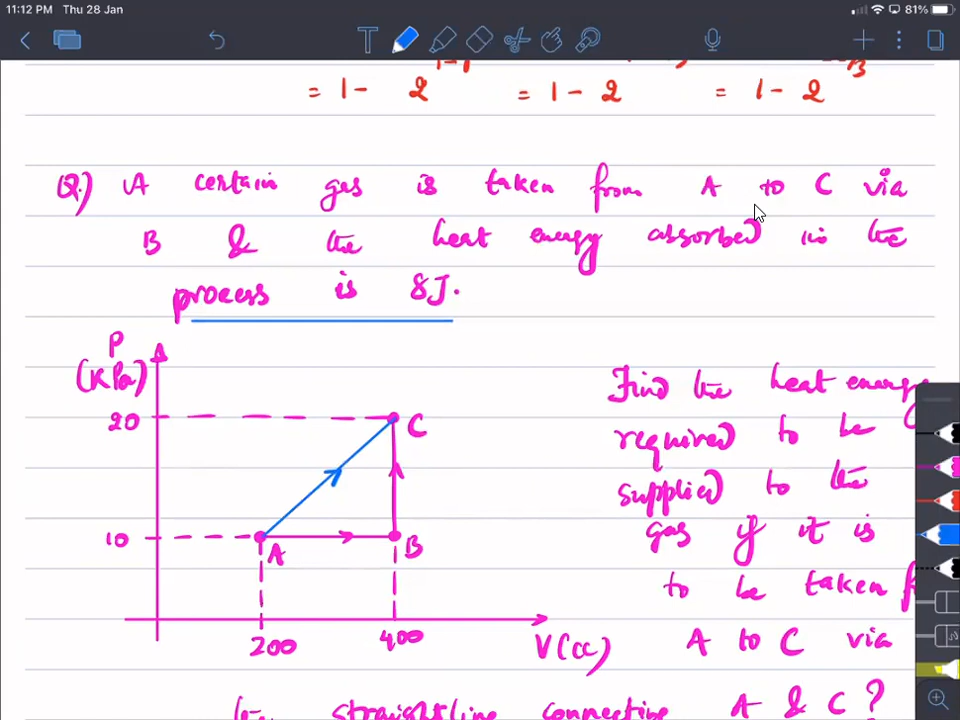 11:12 PM Thu 28 Jan 81%
= 1 - 2 = 1 - 2 = 1 - 2
Q.) A certain gas is taken from A to C via
B & the heat energy absorbed in the
process is 8J.
P
(KPa)
20 C
10 A B
200 400 V(cc)
Find the heat energy
required to be
supplied to the
gas if it is
to be taken
A to C via
the straightline connecting A & C?